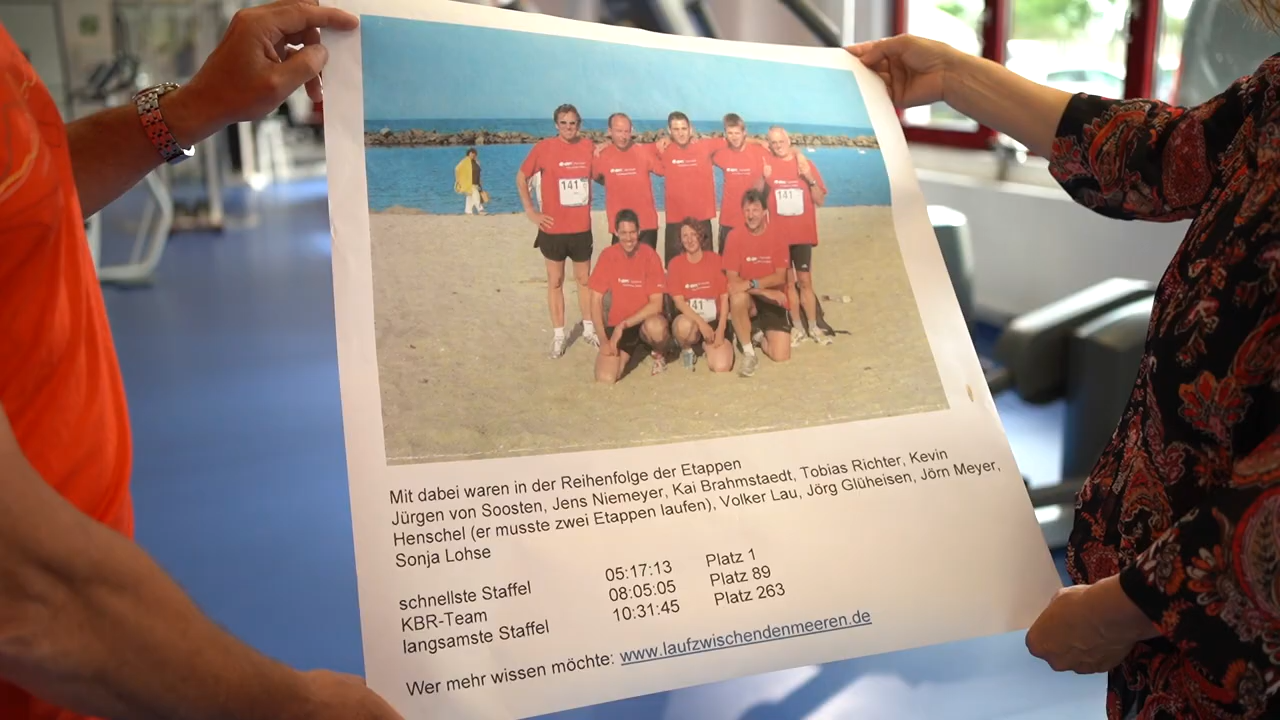 141
141
41
Mit dabei waren in der Reihenfolge der Etappen
Jürgen von Soosten, Jens Niemeyer, Kai Brahmstaedt, Tobias Richter, Kevin
Henschel (er musste zwei Etappen laufen), Volker Lau, Jörg Glüheisen, Jörn Meyer,
Sonja Lohse
schnellste Staffel 05:17:13 Platz 1
KBR-Team 08:05:05 Platz 89
langsamste Staffel 10:31:45 Platz 263
Wer mehr wissen möchte: www.laufzwischendenmeeren.de